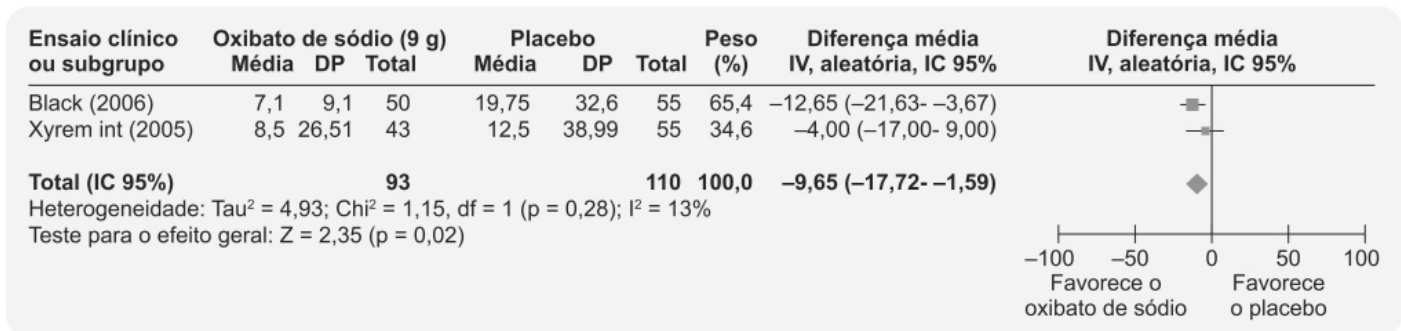 Ensaio clínico Oxibato de sódio (9 g) Placebo Peso Diferença média Diferença média
ou subgrupo Média DP Total Média DP Total (%) IV, aleatória, IC 95% IV, aleatória, IC 95%
Black (2006) 7,1 9,1 50 19,75 32,6 55 65,4 –12,65 (–21,63- –3,67)
Xyrem int (2005) 8,5 26,51 43 12,5 38,99 55 34,6 –4,00 (–17,00- 9,00)
Total (IC 95%) 93 110 100,0 –9,65 (–17,72- –1,59)
Heterogeneidade: Tau² = 4,93; Chi² = 1,15, df = 1 (p = 0,28); I² = 13%
Teste para o efeito geral: Z = 2,35 (p = 0,02)
–100 –50 0 50 100
Favorece o Favorece
oxibato de sódio o placebo